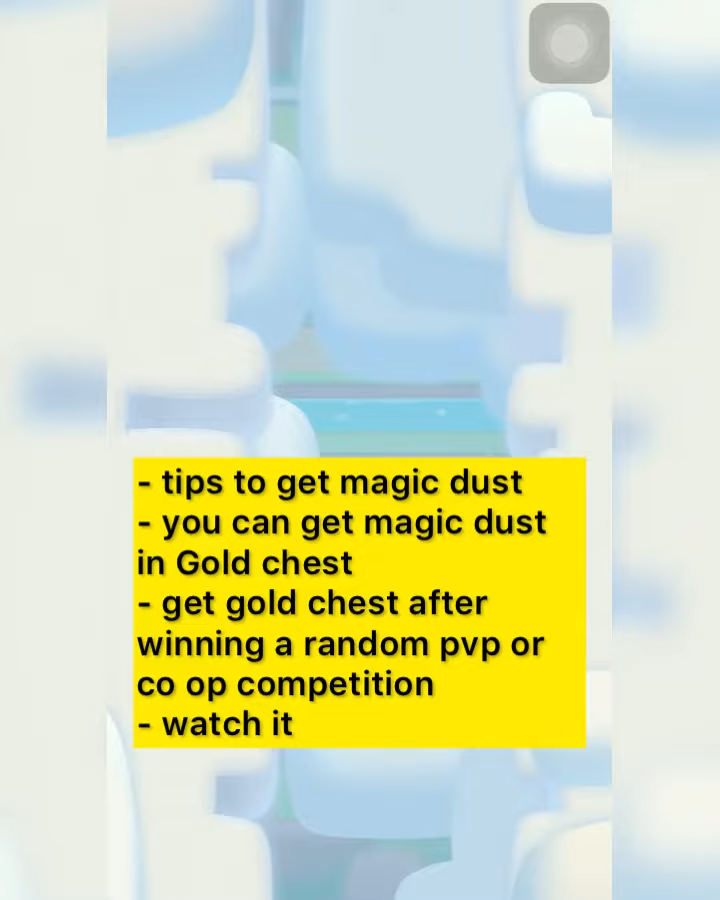 - tips to get magic dust
- you can get magic dust
in Gold chest
- get gold chest after
winning a random pvp or
co op competition
- watch it